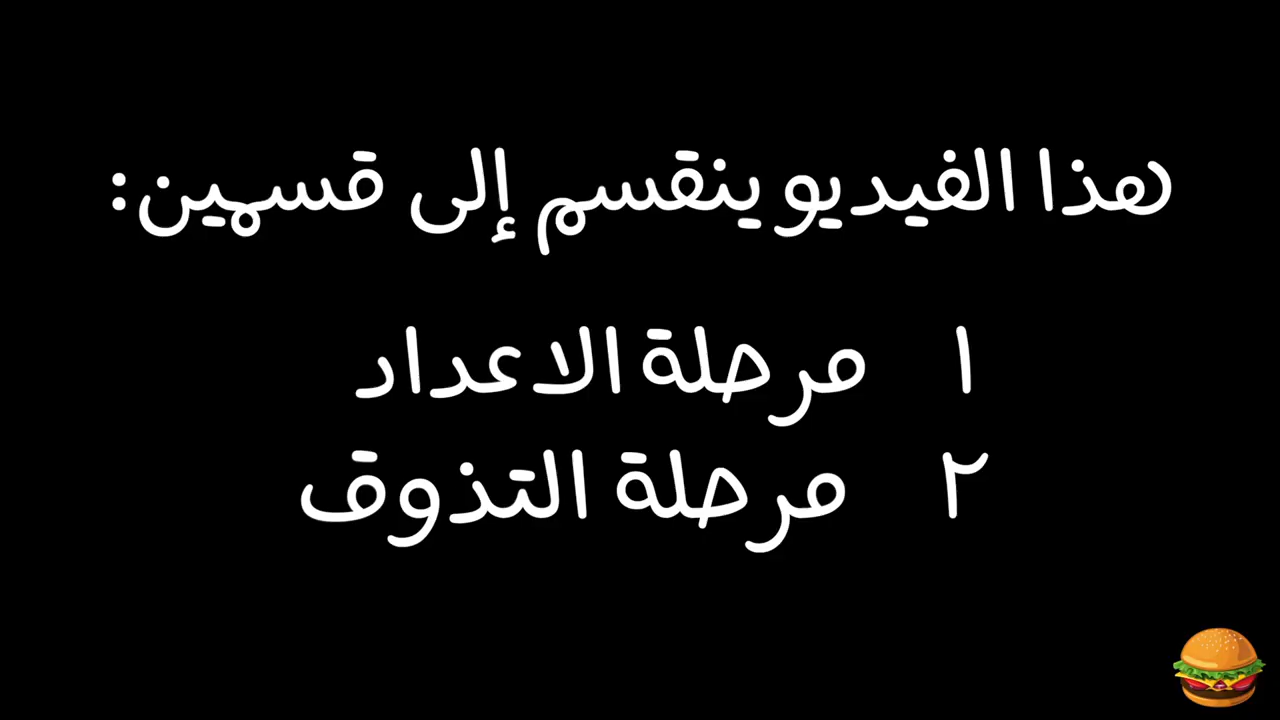 هذا الفيديو ينقسم إلى قسمين:
١ مرحلة الاعداد
٢ مرحلة التذوق